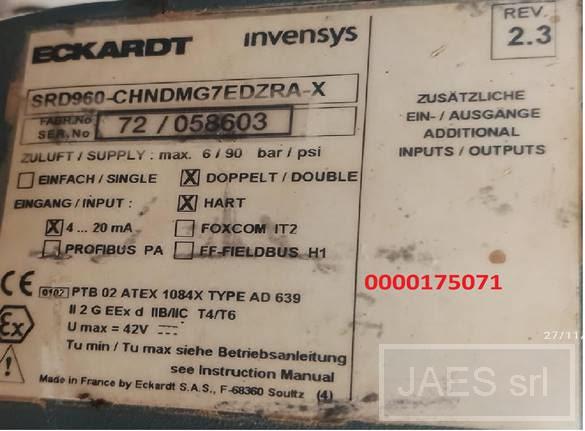 ECKARDT invensys
REV.
2.3
SRD960-CHNDMG7EDZRA-X
FABR.No
SER.No 72 / 058603
ZULUFT / SUPPLY : max. 6 / 90 bar / psi
EINFACH / SINGLE X DOPPELT / DOUBLE
EINGANG / INPUT : X HART
X 4 ... 20 mA FOXCOM IT2
PROFIBUS PA FF-FIELDBUS H1
ZUSÄTZLICHE
EIN- / AUSGÄNGE
ADDITIONAL
INPUTS / OUTPUTS
0000175071
CE 0102 PTB 02 ATEX 1084X TYPE AD 639
Ex II 2 G EEx d IIB/IIC T4/T6
U max = 42V
Tu min / Tu max siehe Betriebsanleitung
see Instruction Manual
Made in France by Eckardt S.A.S., F-68360 Soultz (4)
27/11
JAES srl